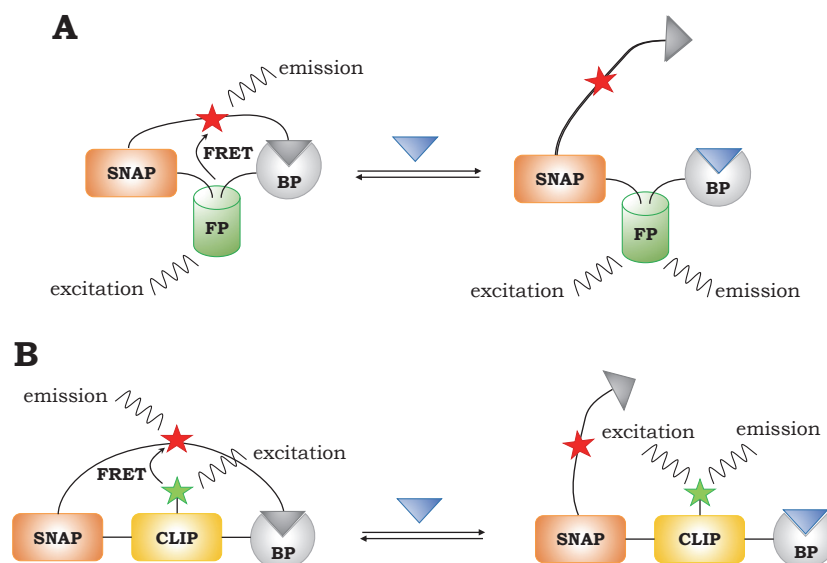 A
emission
FRET
SNAP
BP
FP
excitation
SNAP
BP
FP
excitation
emission
B
emission
excitation
FRET
SNAP
CLIP
BP
excitation
emission
SNAP
CLIP
BP